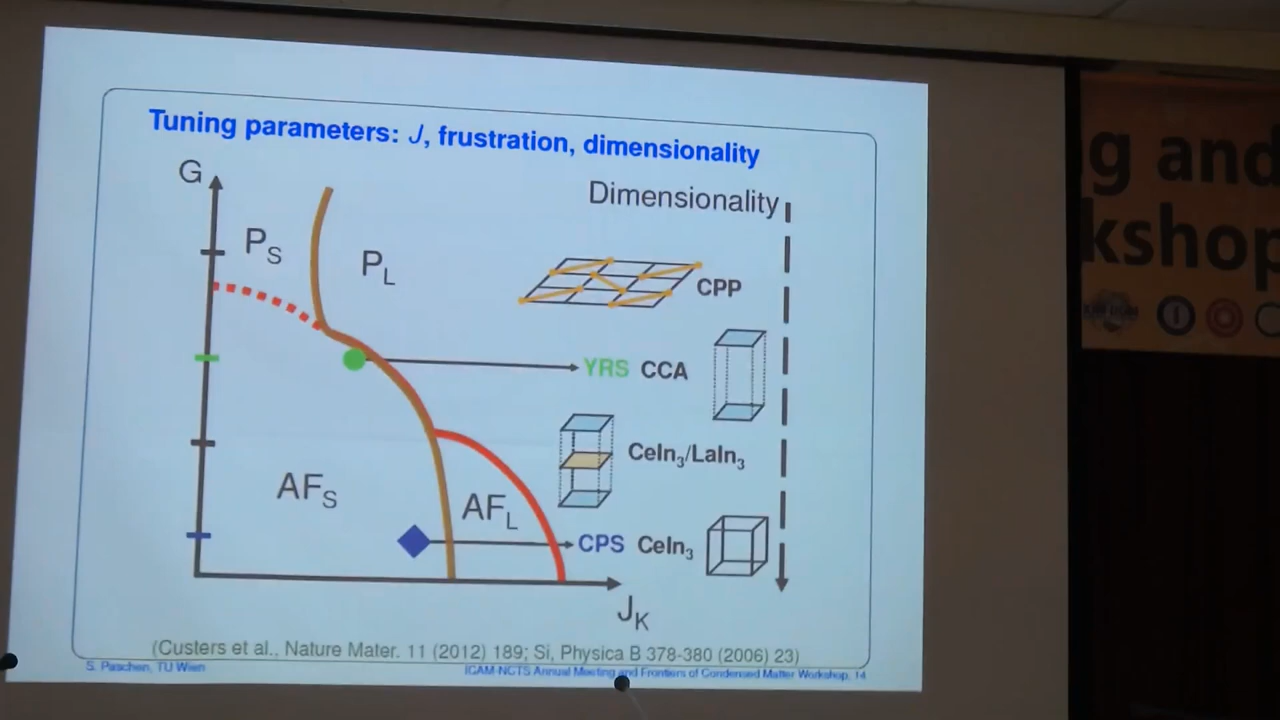 Tuning parameters: J, frustration, dimensionality
G
Dimensionality
P_S
P_L
CPP
YRS CCA
CeIn₃/LaIn₃
AF_S
AF_L
CPS CeIn₃
J_K
(Custers et al., Nature Mater. 11 (2012) 189; Si, Physica B 378-380 (2006) 23)
S. Paschen, TU Wien
ICAM-NCTS Annual Meeting and Frontiers of Condensed Matter Workshop, 14
g and
kshop